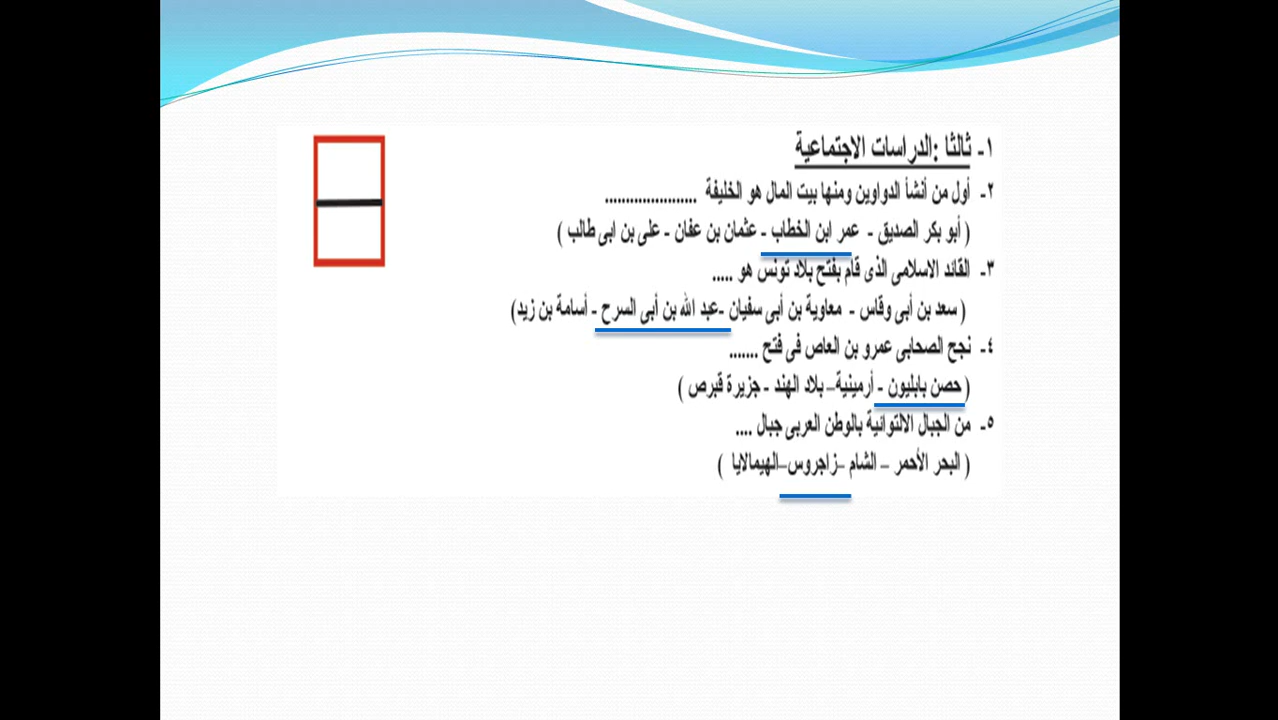 ١- ثالثا :الدراسات الاجتماعية
٢- أول من أنشأ الدواوين ومنها بيت المال هو الخليفة ......................
( أبو بكر الصديق - عمر ابن الخطاب - عثمان بن عفان - على بن ابى طالب )
٣- القائد الاسلامى الذى قام بفتح بلاد تونس هو .....
( سعد بن أبى وقاس - معاوية بن أبى سفيان -عبد الله بن أبى السرح - أسامة بن زيد)
٤- نجح الصحابى عمرو بن العاص فى فتح .......
( حصن بابليون - أرمينية– بلاد الهند - جزيرة قبرص )
٥- من الجبال الالتوائية بالوطن العربى جبال ....
( البحر الأحمر – الشام –زاجروس–الهيمالايا )